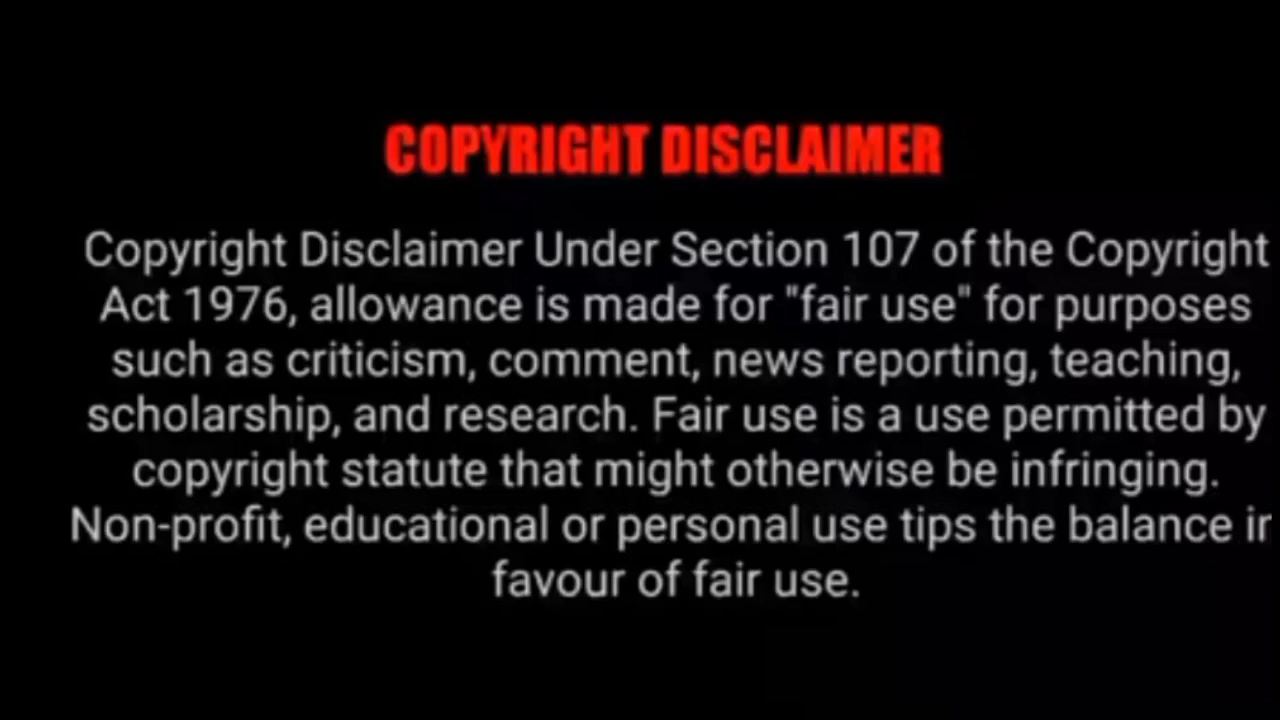 COPYRIGHT DISCLAIMER
Copyright Disclaimer Under Section 107 of the Copyright
Act 1976, allowance is made for "fair use" for purposes
such as criticism, comment, news reporting, teaching,
scholarship, and research. Fair use is a use permitted by
copyright statute that might otherwise be infringing.
Non-profit, educational or personal use tips the balance in
favour of fair use.